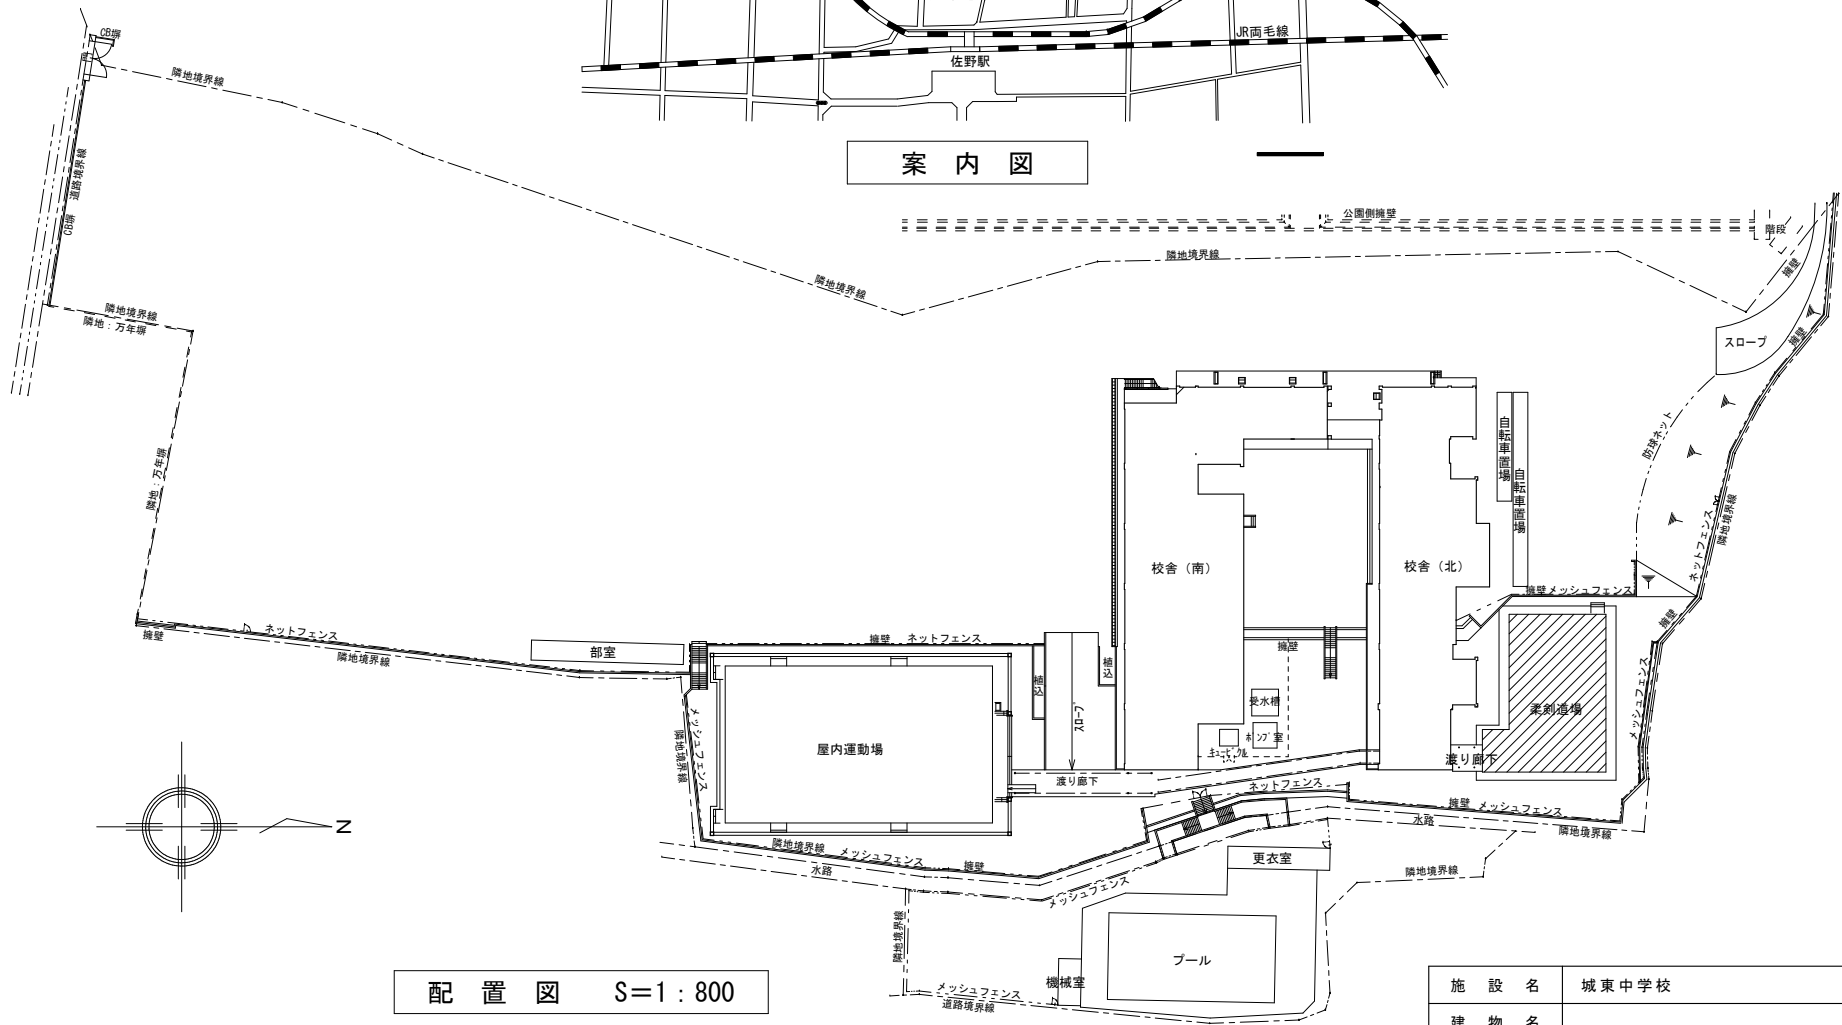 CB塀
隣地境界線
JR両毛線
佐野駅
案内図
道路境界線
CB塀
公園側擁壁
階段
隣地境界線
擁壁
隣地境界線
隣地境界線
隣地：万年塀
擁壁
スロープ
防球ネット
自転車置場
自転車置場
隣地：万年塀
ネットフェンス
隣地境界線
校舎（南）
校舎（北）
擁壁メッシュフェンス
擁壁
擁壁
ネットフェンス
隣地境界線
部室
擁壁 ネットフェンス
擁壁
植込
植込
メッシュフェンス
受水槽
柔剣道場
スロープ
ポンプ室
メッシュフェンス
隣地境界線
屋内運動場
キュービクル
渡り廊下
渡り廊下
ネットフェンス
擁壁 メッシュフェンス
水路
隣地境界線
N
隣地境界線 メッシュフェンス 擁壁
水路
更衣室
隣地境界線
メッシュフェンス
隣地境界線
プール
機械室
メッシュフェンス
道路境界線
配置図 S=1：800
施設名 城東中学校
建物名